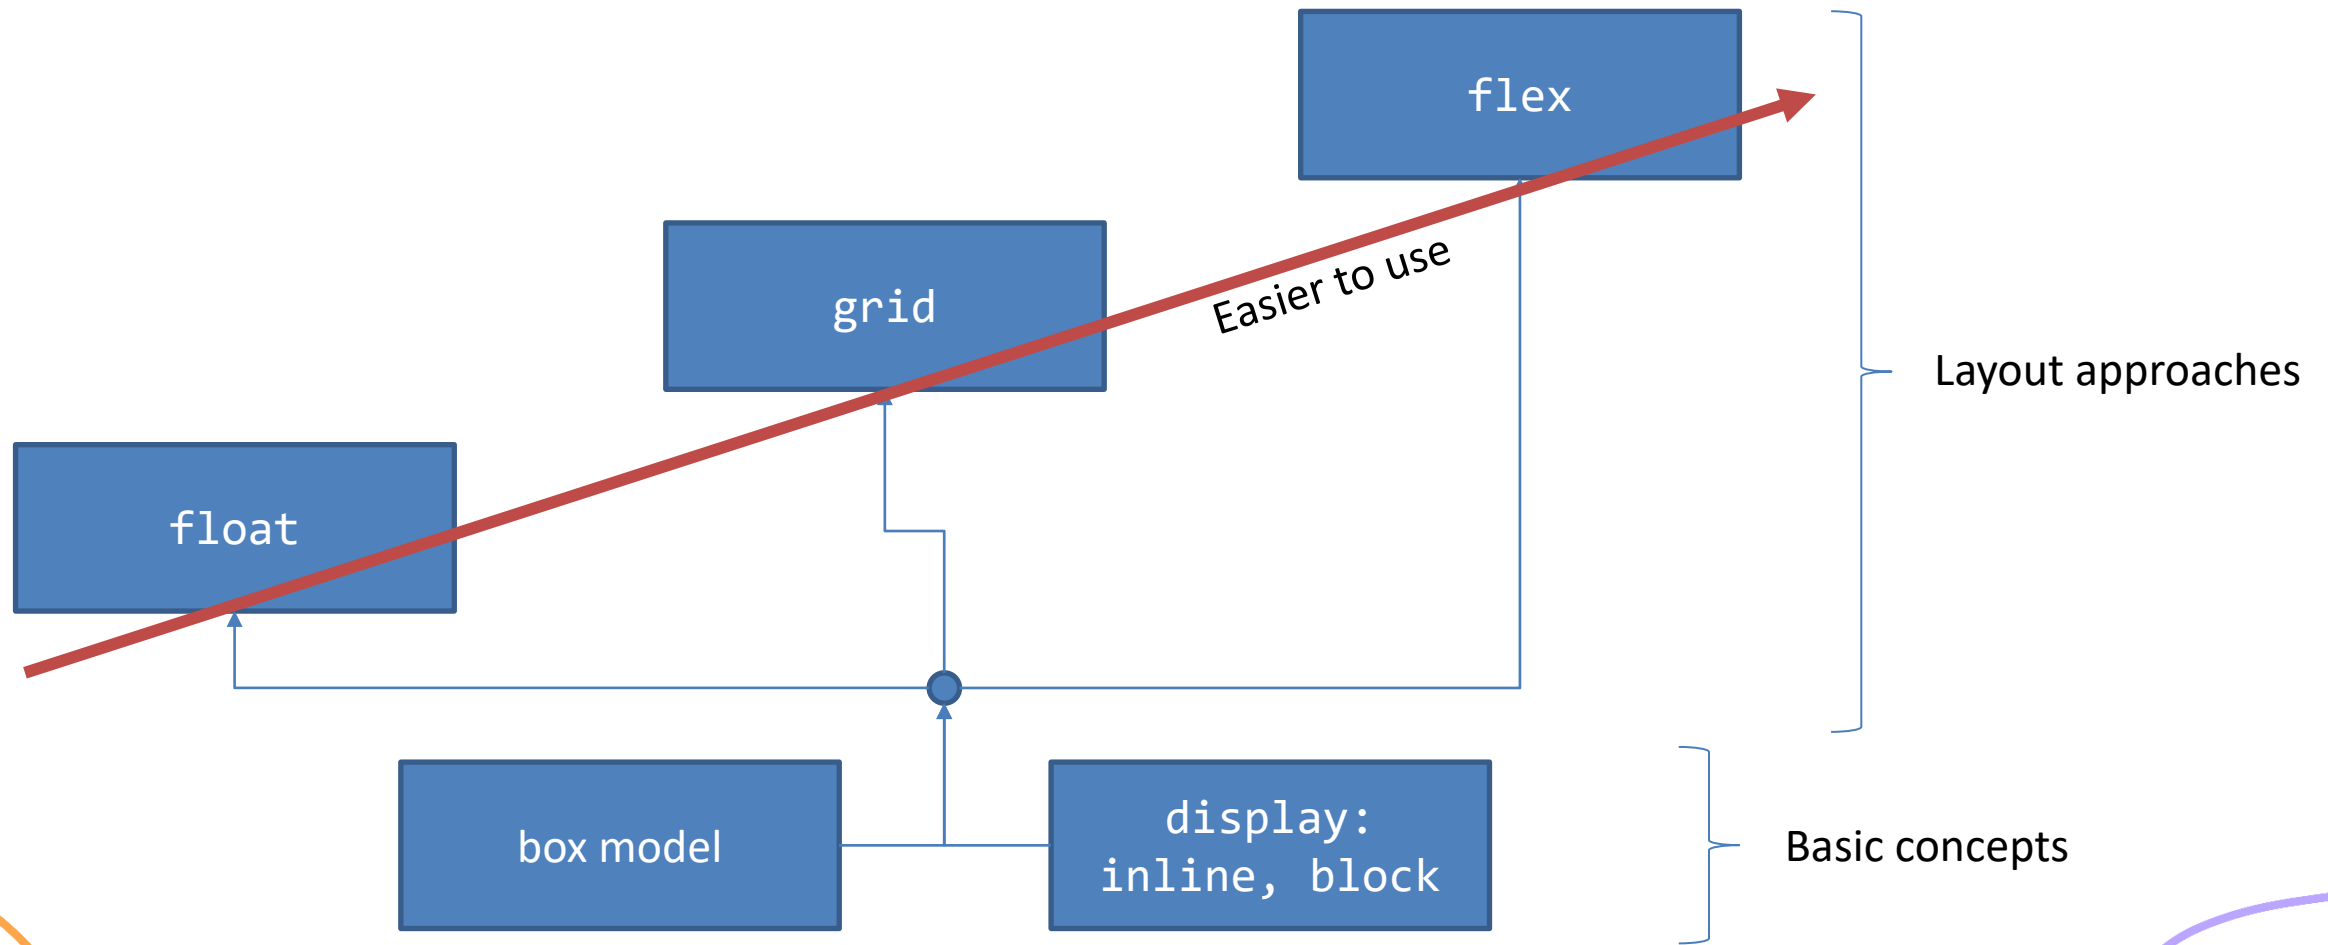 flex
grid
Easier to use
Layout approaches
float
box model
display:
inline, block
Basic concepts